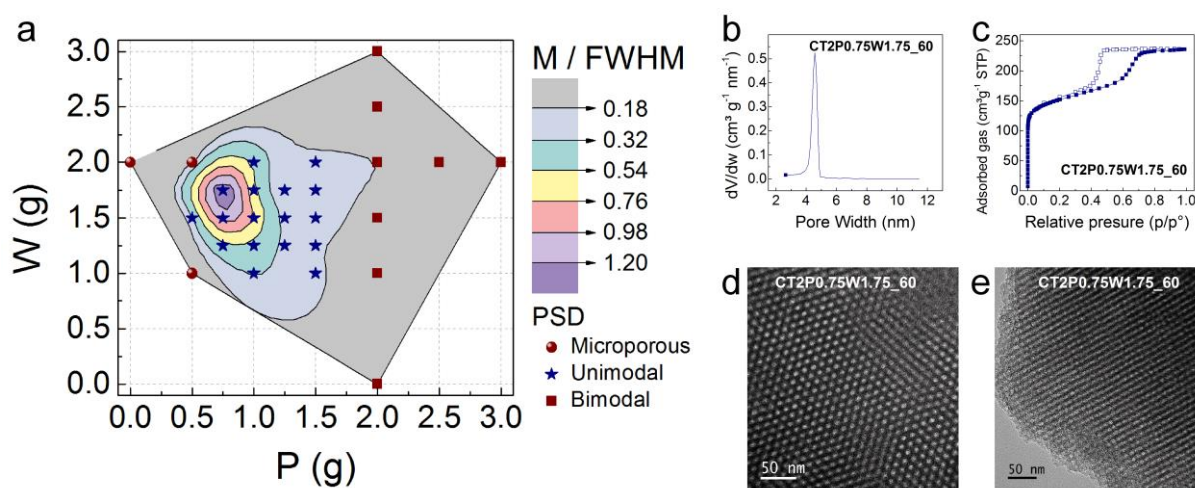 a
3.0
2.5
2.0
1.5
1.0
0.5
0.0
W (g)
0.0 0.5 1.0 1.5 2.0 2.5 3.0
P (g)
M / FWHM
0.18
0.32
0.54
0.76
0.98
1.20
PSD
Microporous
Unimodal
Bimodal
b
CT2P0.75W1.75_60
0.5
0.4
0.3
0.2
0.1
0.0
dV/dw (cm³ g⁻¹ nm⁻¹)
2 4 6 8 10 12
Pore Width (nm)
c
250
200
150
100
50
0
Adsorbed gas (cm³g⁻¹ STP)
CT2P0.75W1.75_60
0.0 0.2 0.4 0.6 0.8 1.0
Relative presure (p/p°)
d
CT2P0.75W1.75_60
50 nm
e
CT2P0.75W1.75_60
50 nm